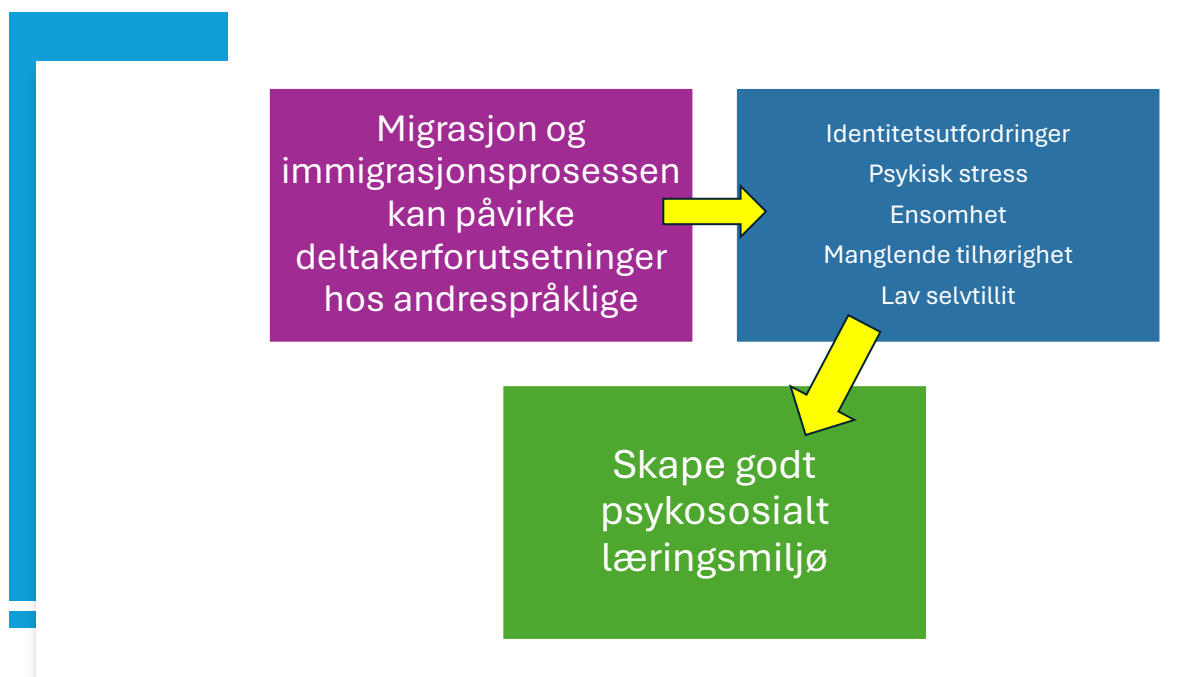 Migrasjon og
immigrasjonsprosessen
kan påvirke
deltakerforutsetninger
hos andrespråklige
Identitetsutfordringer
Psykisk stress
Ensomhet
Manglende tilhørighet
Lav selvtillit
Skape godt
psykososialt
læringsmiljø